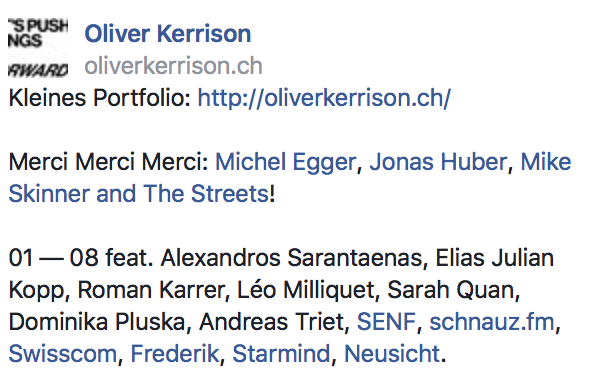 'S PUSH
NGS
RWARD
Oliver Kerrison
oliverkerrison.ch
Kleines Portfolio: http://oliverkerrison.ch/
Merci Merci Merci: Michel Egger, Jonas Huber, Mike
Skinner and The Streets!
01 — 08 feat. Alexandros Sarantaenas, Elias Julian
Kopp, Roman Karrer, Léo Milliquet, Sarah Quan,
Dominika Pluska, Andreas Triet, SENF, schnauz.fm,
Swisscom, Frederik, Starmind, Neusicht.